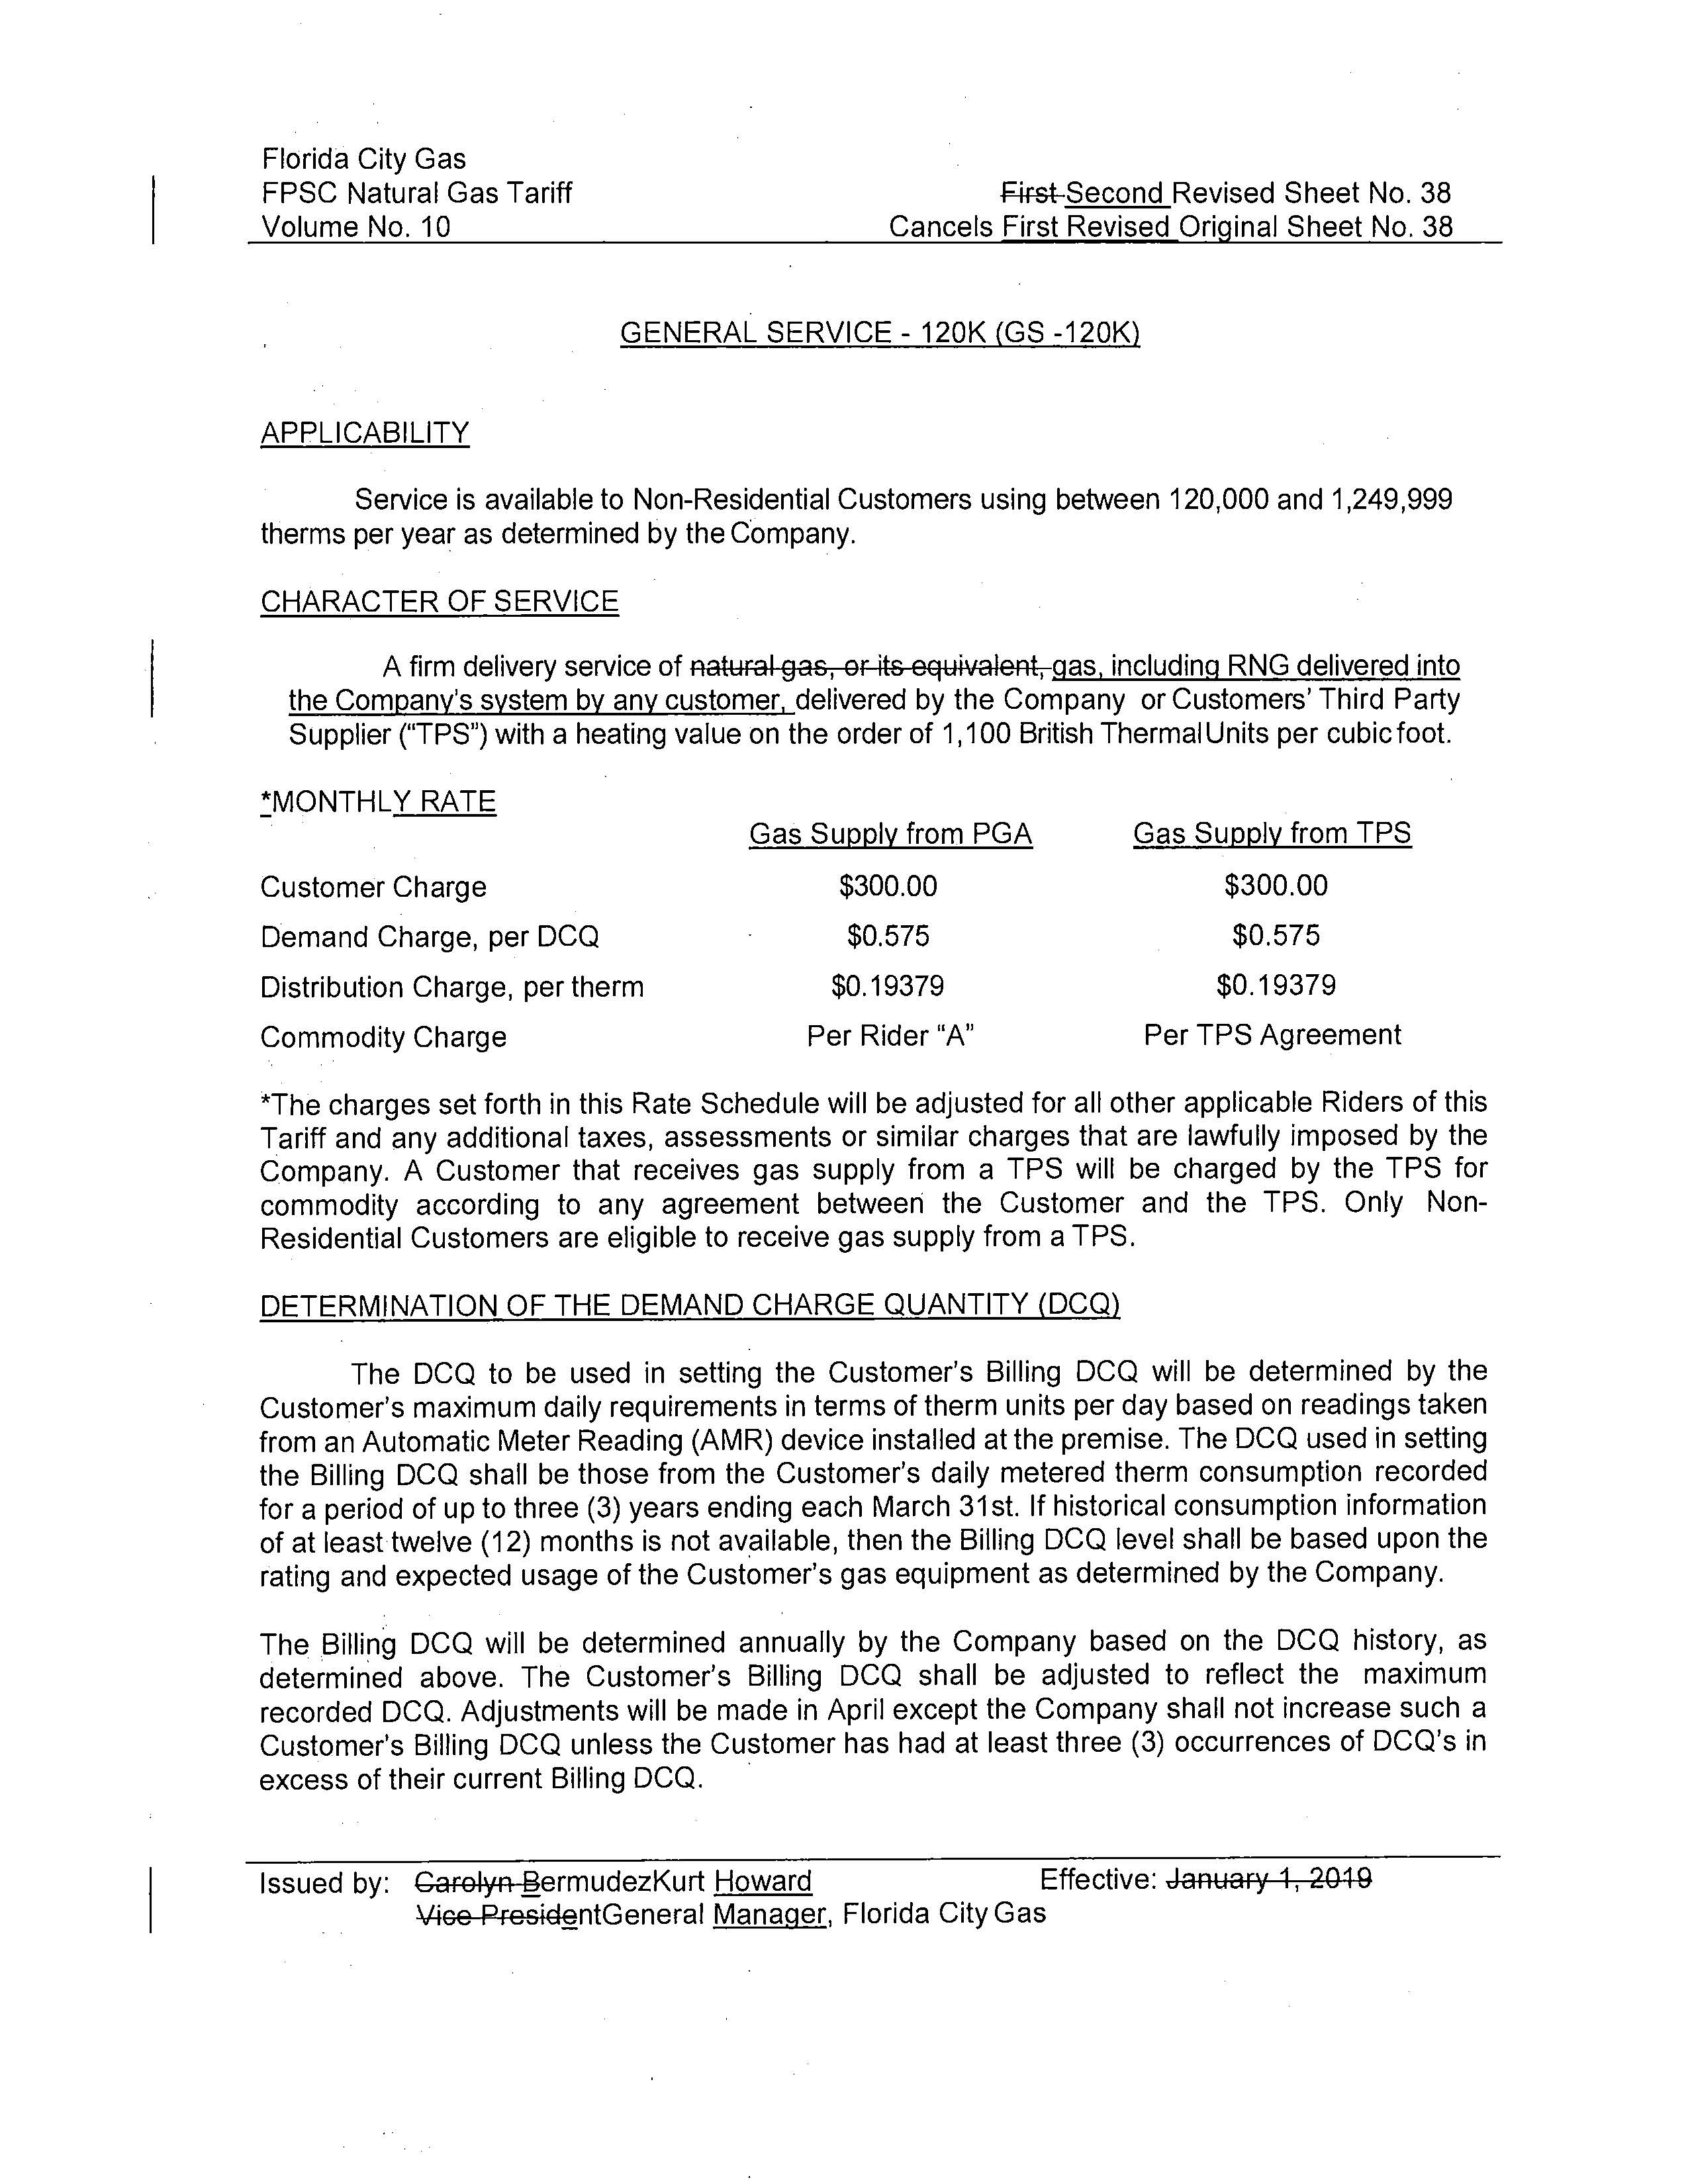 Florida City Gas
FPSC Natural Gas Tariff
First Second Revised Sheet No. 38
Volume No. 10
Cancels First Revised Original Sheet No. 38
GENERAL SERVICE - 120K (GS -120K)
APPLICABILITY
Service is available to Non-Residential Customers using between 120,000 and 1,249,999
therms per year as determined by the Company.
CHARACTER OF SERVICE
A firm delivery service of natural gas, or its equivalent, gas, including RNG delivered into
the Company's system by any customer, delivered by the Company or Customers' Third Party
Supplier ("TPS") with a heating value on the order of 1,100 British Thermal Units per cubic foot.
*MONTHLY RATE
Gas Supply from PGA Gas Supply from TPS
Customer Charge $300.00 $300.00
Demand Charge, per DCQ $0.575 $0.575
Distribution Charge, per therm $0.19379 $0.19379
Commodity Charge Per Rider "A" Per TPS Agreement
*The charges set forth in this Rate Schedule will be adjusted for all other applicable Riders of this
Tariff and any additional taxes, assessments or similar charges that are lawfully imposed by the
Company. A Customer that receives gas supply from a TPS will be charged by the TPS for
commodity according to any agreement between the Customer and the TPS. Only Non-
Residential Customers are eligible to receive gas supply from a TPS.
DETERMINATION OF THE DEMAND CHARGE QUANTITY (DCQ)
The DCQ to be used in setting the Customer's Billing DCQ will be determined by the
Customer's maximum daily requirements in terms of therm units per day based on readings taken
from an Automatic Meter Reading (AMR) device installed at the premise. The DCQ used in setting
the Billing DCQ shall be those from the Customer's daily metered therm consumption recorded
for a period of up to three (3) years ending each March 31st. If historical consumption information
of at least twelve (12) months is not available, then the Billing DCQ level shall be based upon the
rating and expected usage of the Customer's gas equipment as determined by the Company.
The Billing DCQ will be determined annually by the Company based on the DCQ history, as
determined above. The Customer's Billing DCQ shall be adjusted to reflect the maximum
recorded DCQ. Adjustments will be made in April except the Company shall not increase such a
Customer's Billing DCQ unless the Customer has had at least three (3) occurrences of DCQ's in
excess of their current Billing DCQ.
Issued by: Carolyn BermudezKurt Howard Effective: January 1, 2019
Vice PresidentGeneral Manager, Florida City Gas